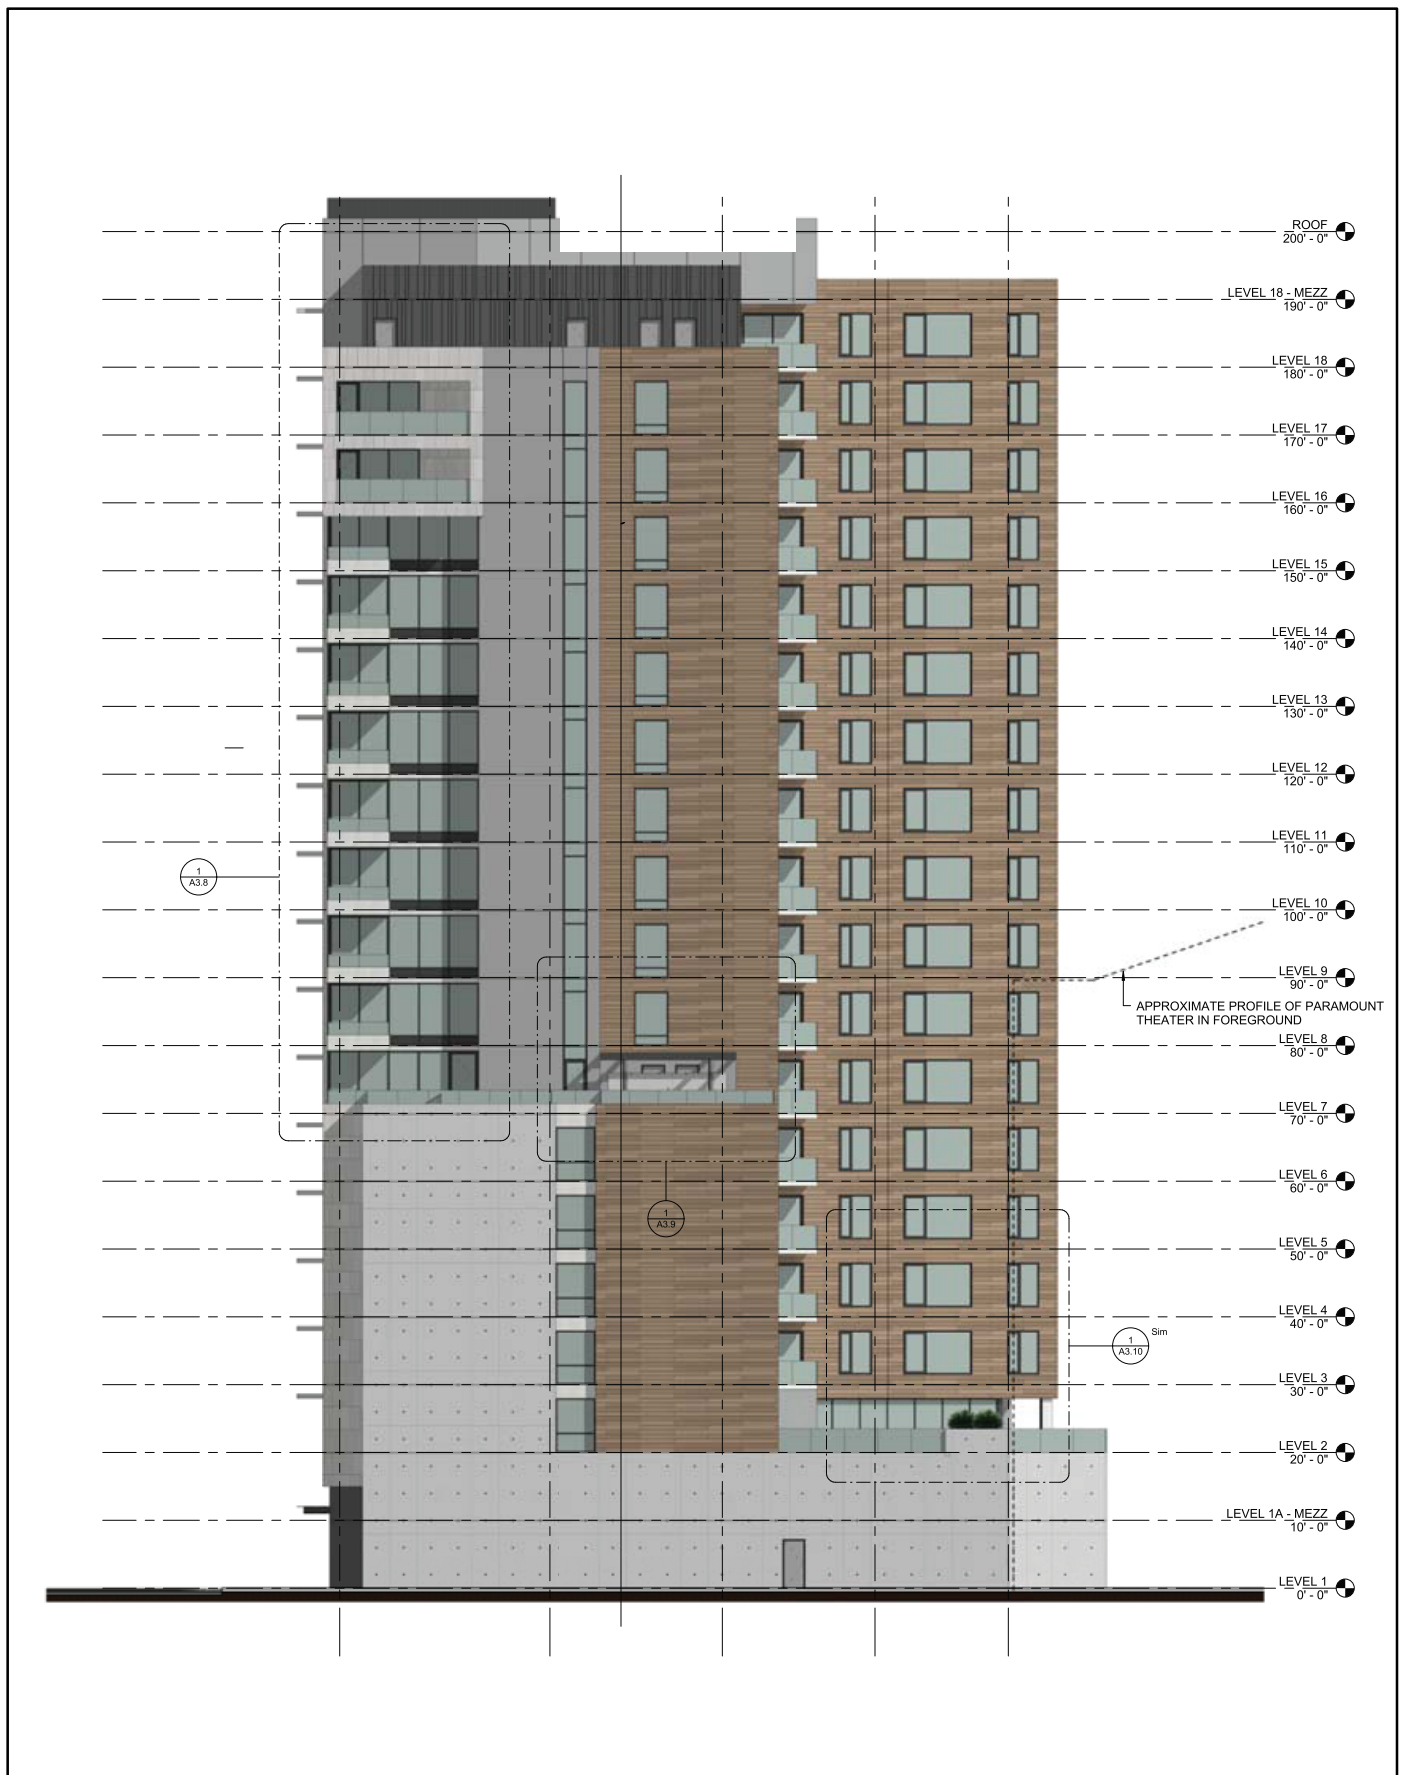 ROOF
200' - 0"
LEVEL 18 - MEZZ
190' - 0"
LEVEL 18
180' - 0"
LEVEL 17
170' - 0"
LEVEL 16
160' - 0"
LEVEL 15
150' - 0"
LEVEL 14
140' - 0"
LEVEL 13
130' - 0"
LEVEL 12
120' - 0"
LEVEL 11
110' - 0"
1
A3.8
LEVEL 10
100' - 0"
LEVEL 9
90' - 0"
APPROXIMATE PROFILE OF PARAMOUNT
THEATER IN FOREGROUND
LEVEL 8
80' - 0"
LEVEL 7
70' - 0"
LEVEL 6
60' - 0"
1
A3.9
LEVEL 5
50' - 0"
LEVEL 4
40' - 0"
Sim
1
A3.10
LEVEL 3
30' - 0"
LEVEL 2
20' - 0"
LEVEL 1A - MEZZ
10' - 0"
LEVEL 1
0' - 0"